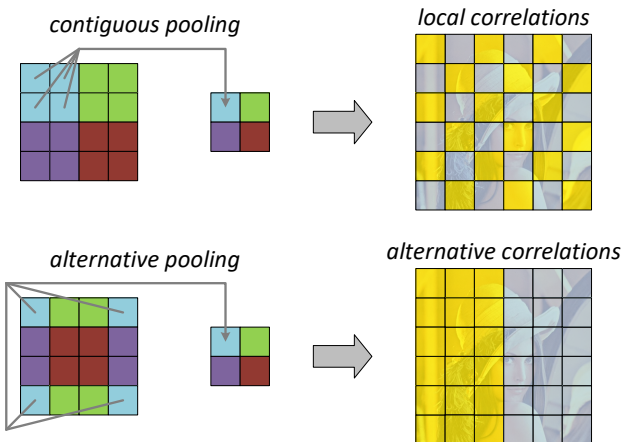 contiguous pooling
local correlations
alternative pooling
alternative correlations